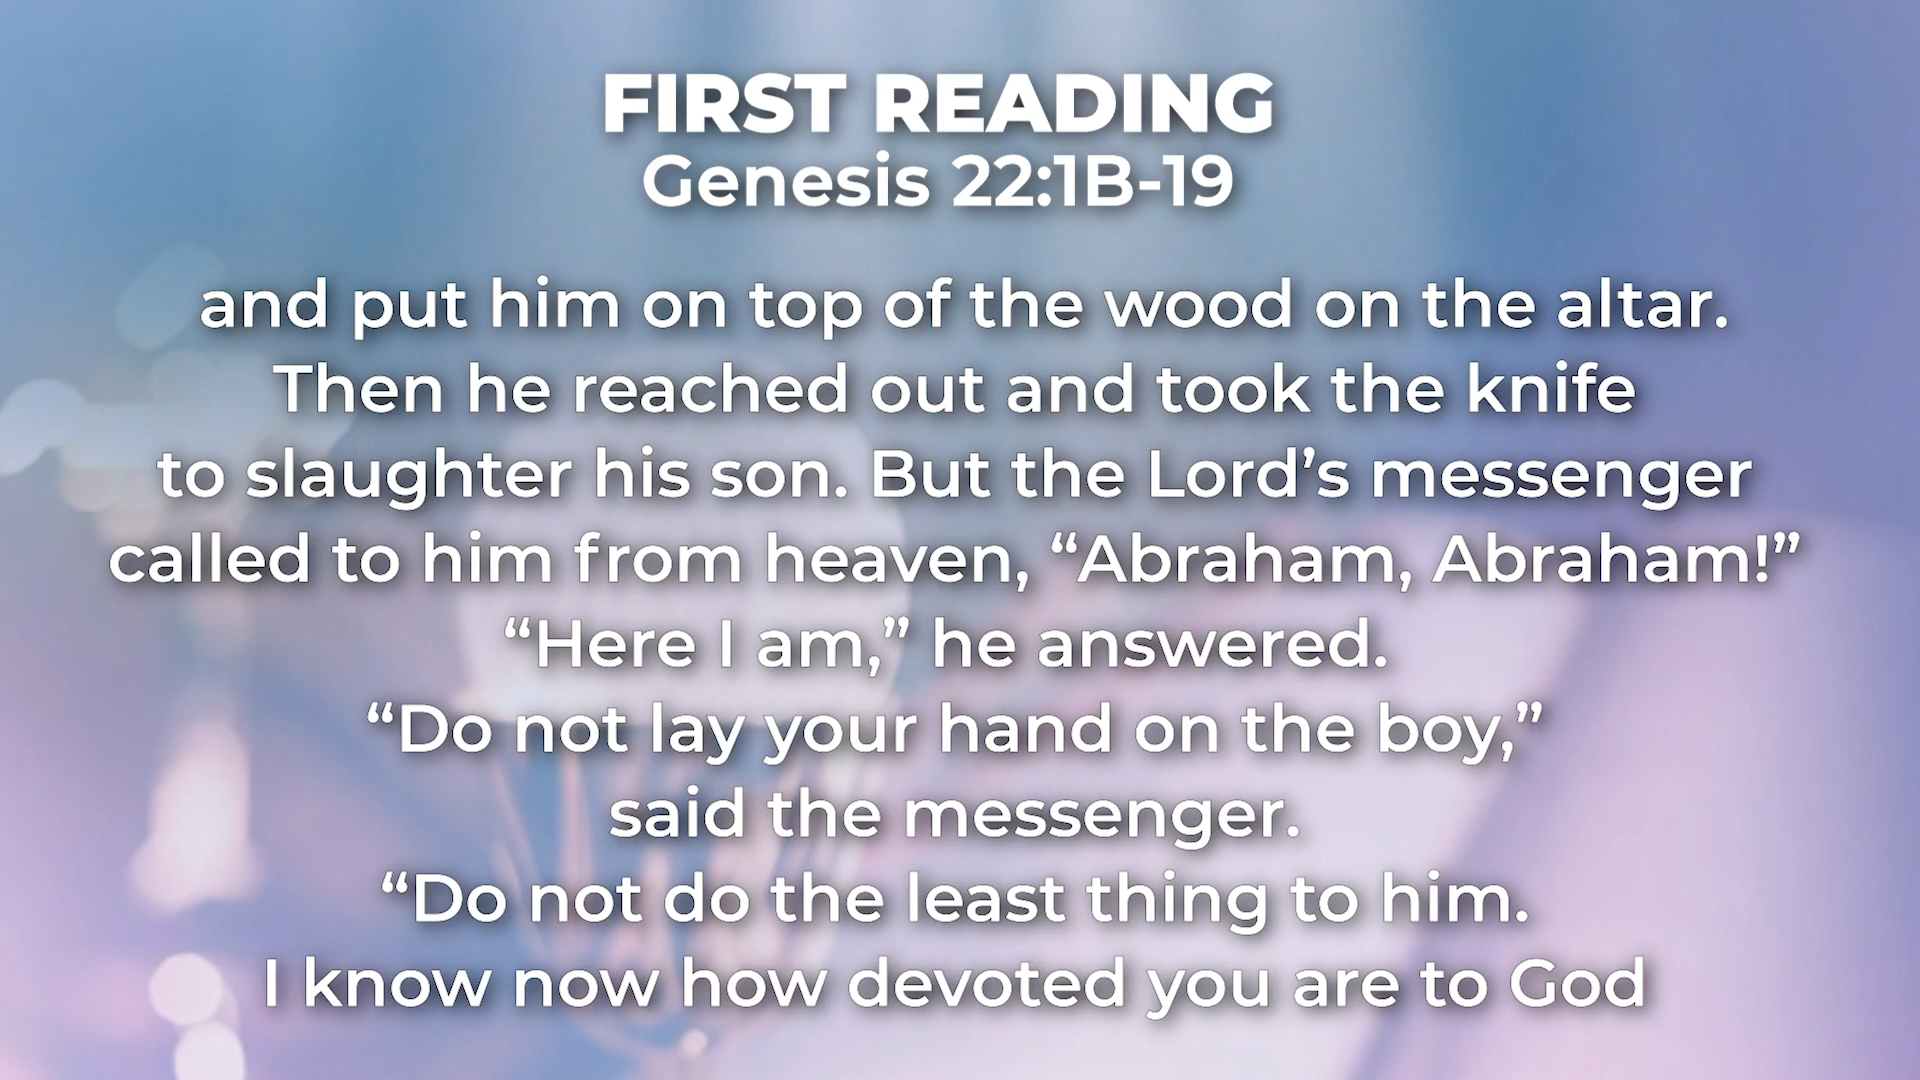 FIRST READING
Genesis 22:1B-19
and put him on top of the wood on the altar.
Then he reached out and took the knife
to slaughter his son. But the Lord’s messenger
called to him from heaven, “Abraham, Abraham!”
“Here I am,” he answered.
“Do not lay your hand on the boy,”
said the messenger.
“Do not do the least thing to him.
I know now how devoted you are to God